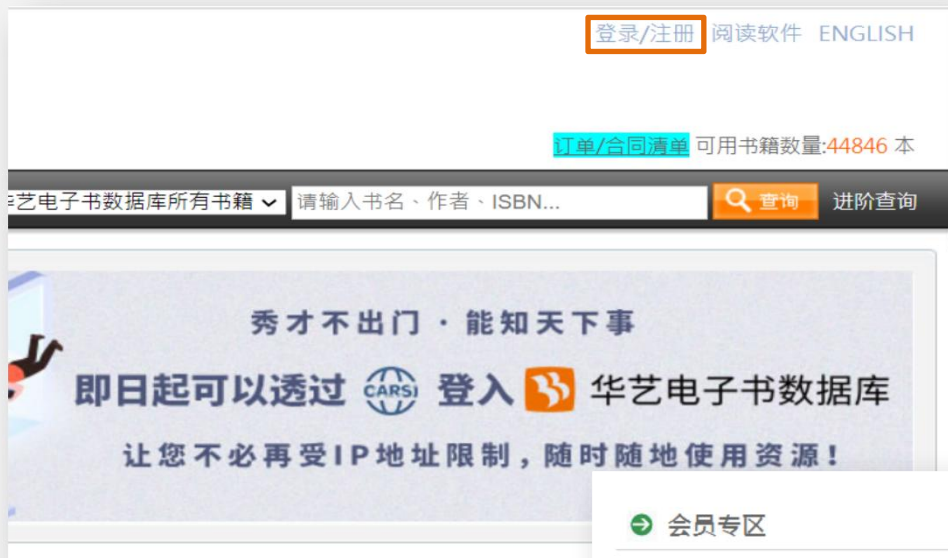 登录/注册 阅读软件 ENGLISH
订单/合同清单 可用书籍数量:44846 本
艺电子书数据库所有书籍 请输入书名、作者、ISBN... 查询 进阶查询
秀才不出门·能知天下事
即日起可以透过 CARSI 登入 华艺电子书数据库
让您不必再受IP地址限制,随时随地使用资源!
会员专区